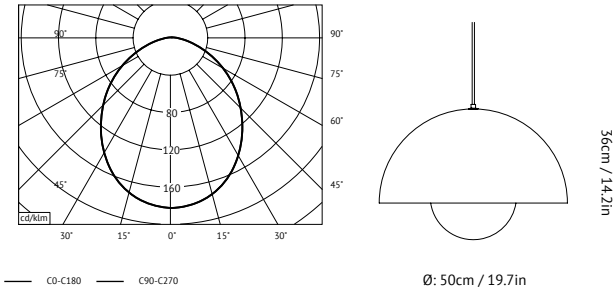 90˚ 90˚
75˚ 75˚
80
60˚
120
45˚ 160 45˚
cd/klm
30˚ 15˚ 0˚ 15˚ 30˚
C0-C180 C90-C270
36cm / 14.2in
Ø: 50cm / 19.7in